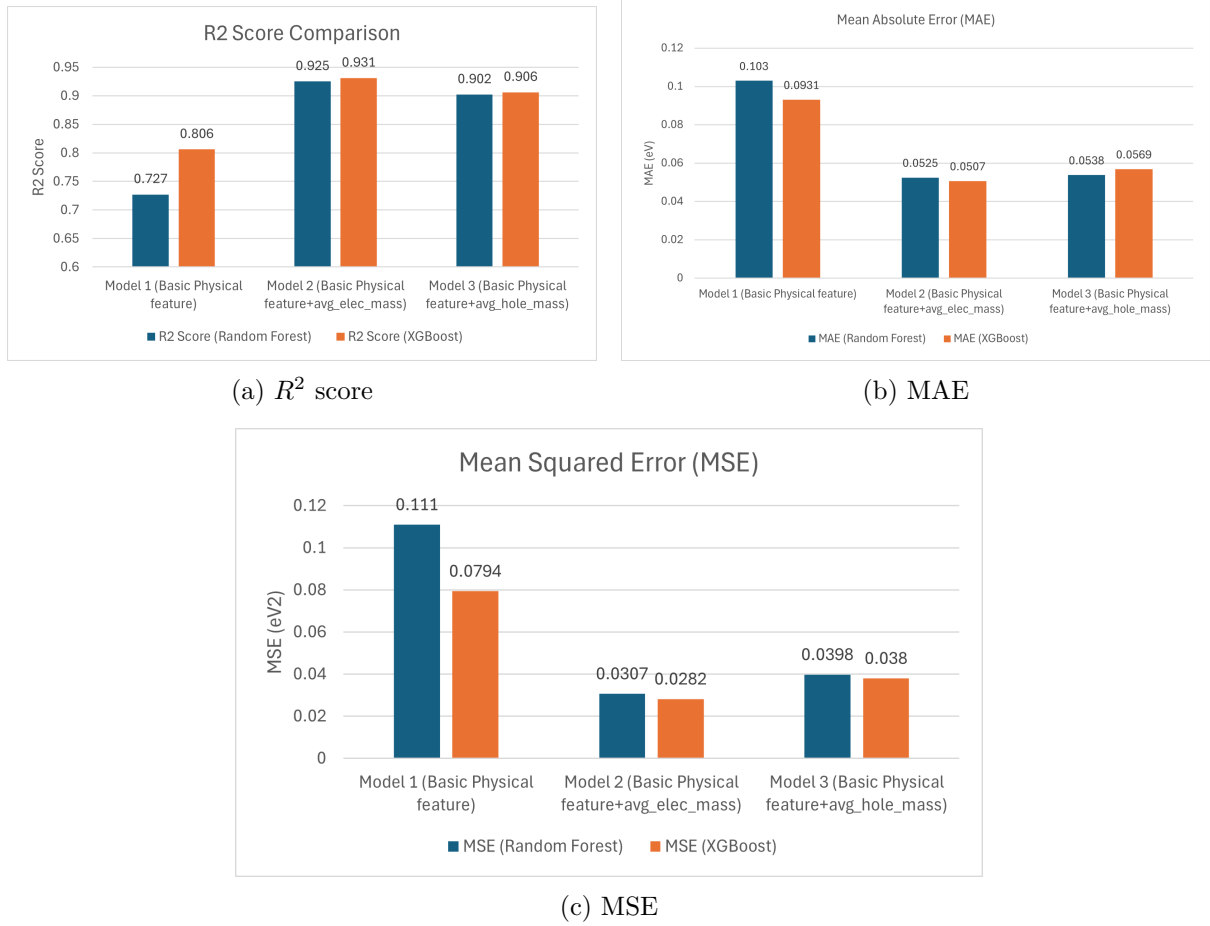 R2 Score Comparison
0.95
0.9
0.85
0.8
0.75
0.7
0.65
0.6
R2 Score
0.727
0.806
0.925
0.931
0.902
0.906
Model 1 (Basic Physical
feature)
Model 2 (Basic Physical
feature+avg_elec_mass)
Model 3 (Basic Physical
feature+avg_hole_mass)
R2 Score (Random Forest)
R2 Score (XGBoost)
(a) R² score
Mean Absolute Error (MAE)
0.12
0.1
0.08
0.06
0.04
0.02
0
MAE (eV)
0.103
0.0931
0.0525
0.0507
0.0538
0.0569
Model 1 (Basic Physical feature)
Model 2 (Basic Physical
feature+avg_elec_mass)
Model 3 (Basic Physical
feature+avg_hole_mass)
MAE (Random Forest)
MAE (XGBoost)
(b) MAE
Mean Squared Error (MSE)
0.12
0.1
0.08
0.06
0.04
0.02
0
MSE (eV2)
0.111
0.0794
0.0307
0.0282
0.0398
0.038
Model 1 (Basic Physical
feature)
Model 2 (Basic Physical
feature+avg_elec_mass)
Model 3 (Basic Physical
feature+avg_hole_mass)
MSE (Random Forest)
MSE (XGBoost)
(c) MSE